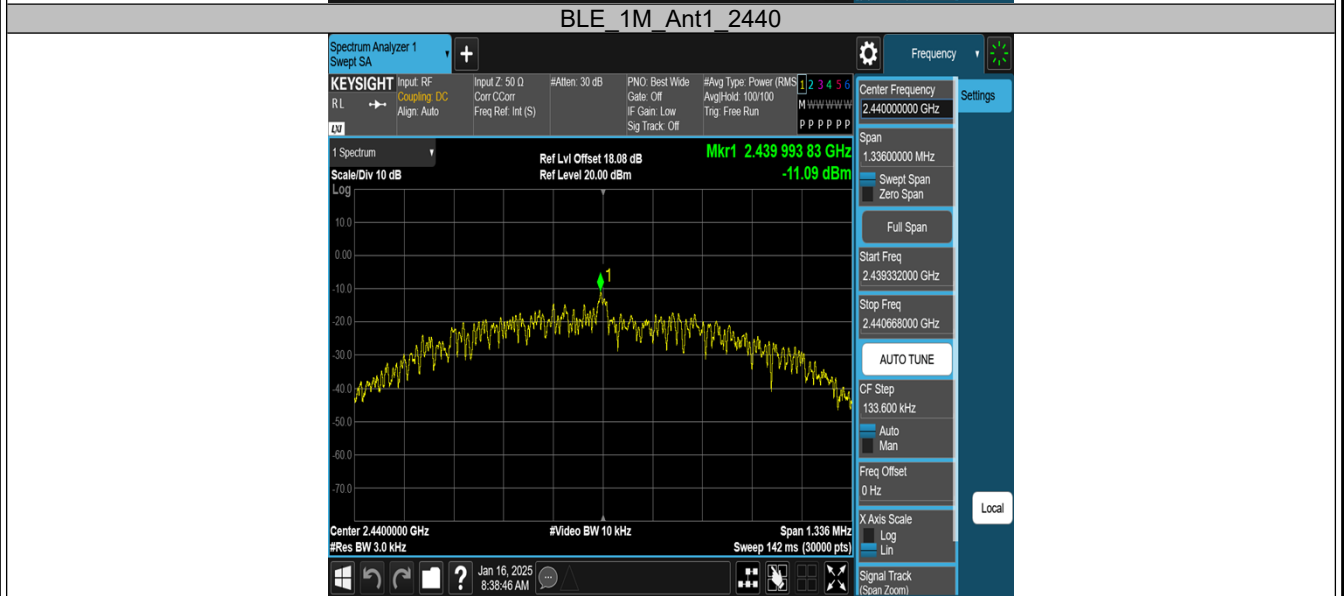 BLE_1M_Ant1_2440
Spectrum Analyzer 1
Swept SA
+
Frequency
KEYSIGHT
RL
LXI
Input: RF
Coupling: DC
Align: Auto
Input Z: 50 Ω
Corr CCorr
Freq Ref: Int (S)
#Atten: 30 dB
PNO: Best Wide
Gate: Off
IF Gain: Low
Sig Track: Off
#Avg Type: Power (RMS
Avg|Hold: 100/100
Trig: Free Run
1 2 3 4 5 6
M W W W W W
P P P P P P
Center Frequency
2.440000000 GHz
Settings
Span
1.33600000 MHz
Swept Span
Zero Span
Full Span
Start Freq
2.439332000 GHz
Stop Freq
2.440668000 GHz
AUTO TUNE
CF Step
133.600 kHz
Auto
Man
Freq Offset
0 Hz
X Axis Scale
Log
Lin
Signal Track
(Span Zoom)
Local
1 Spectrum
Scale/Div 10 dB
Log
Ref Lvl Offset 18.08 dB
Ref Level 20.00 dBm
Mkr1 2.439 993 83 GHz
-11.09 dBm
1
10.0
0.00
-10.0
-20.0
-30.0
-40.0
-50.0
-60.0
-70.0
Center 2.4400000 GHz
#Res BW 3.0 kHz
#Video BW 10 kHz
Span 1.336 MHz
Sweep 142 ms (30000 pts)
?
Jan 16, 2025
8:38:46 AM